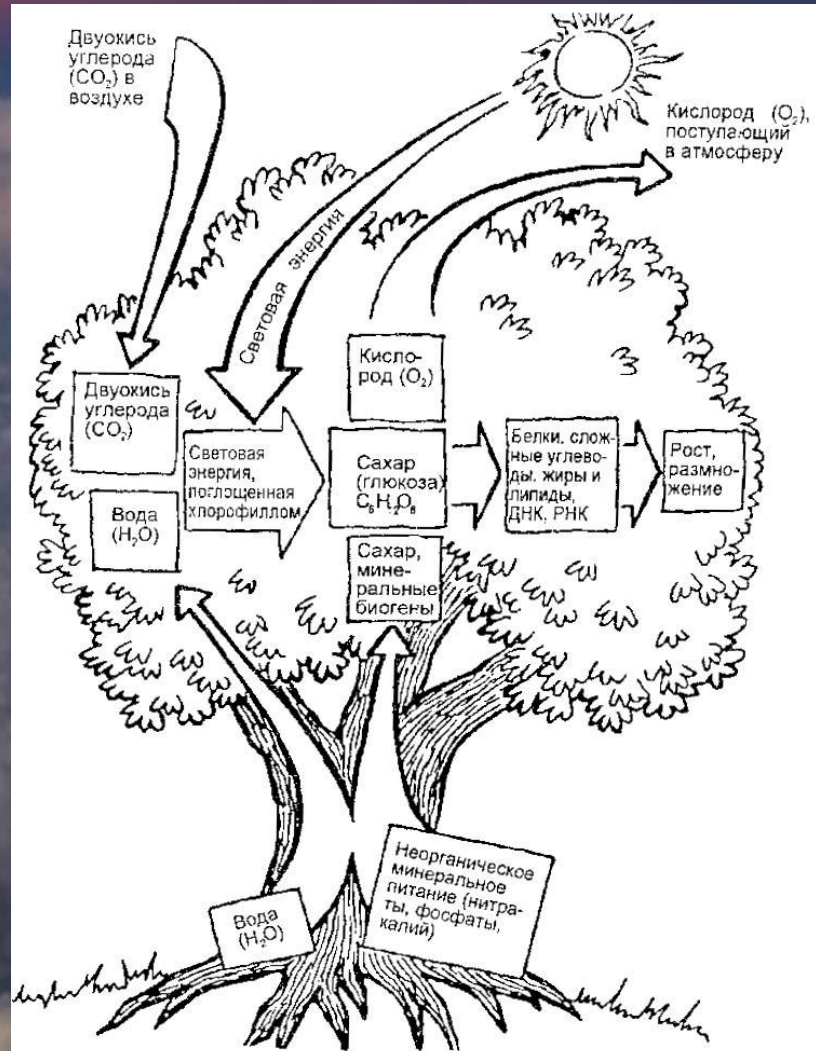 Двуокись
углерода
(CO₂) в
воздухе
Кислород (O₂),
поступающий
в атмосферу
Световая энергия
Двуокись
углерода
(CO₂)
Вода
(H₂O)
Световая
энергия,
поглощенная
хлорофиллом
Кисло-
род (O₂)
Сахар
(глюкоза)
C₆H₁₂O₆
Сахар,
мине-
ральные
биогены
Белки, слож-
ные углево-
ды, жиры и
липиды,
ДНК, РНК
Рост,
размно-
жение
Вода
(H₂O)
Неорганическое
минеральное
питание (нитра-
ты, фосфаты,
калий)